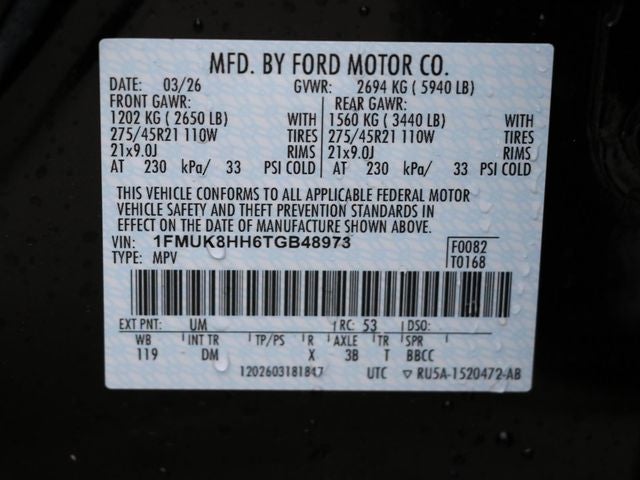 MFD. BY FORD MOTOR CO.
DATE: 03/26 GVWR: 2694 KG ( 5940 LB)
FRONT GAWR: REAR GAWR:
1202 KG ( 2650 LB) WITH 1560 KG ( 3440 LB) WITH
275/45R21 110W TIRES 275/45R21 110W TIRES
21x9.0J RIMS 21x9.0J RIMS
AT 230 kPa/ 33 PSI COLD AT 230 kPa/ 33 PSI COLD
THIS VEHICLE CONFORMS TO ALL APPLICABLE FEDERAL MOTOR
VEHICLE SAFETY AND THEFT PREVENTION STANDARDS IN
EFFECT ON THE DATE OF MANUFACTURE SHOWN ABOVE.
VIN: 1FMUK8HH6TGB48973 F0082
TYPE: MPV T0168
EXT PNT: UM RC: 53 DSO:
WB INT TR TP/PS R AXLE TR SPR
119 DM X 3B T BBCC
1202603181847 UTC ▽ RU5A-1520472-AB